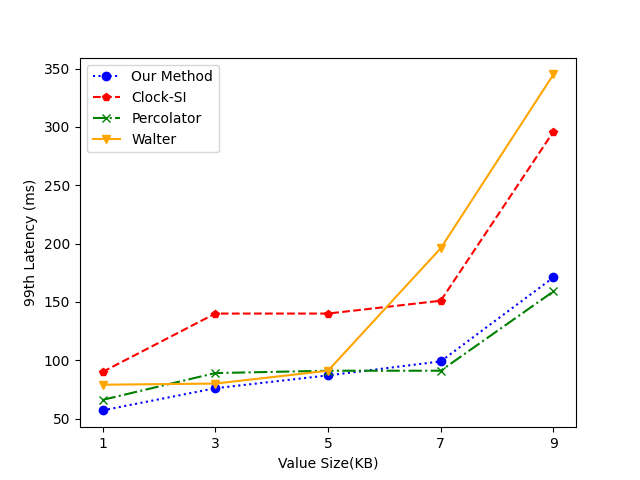 350
300
250
200
150
100
50
99th Latency (ms)
Our Method
Clock-SI
Percolator
Walter
1 3 5 7 9
Value Size(KB)